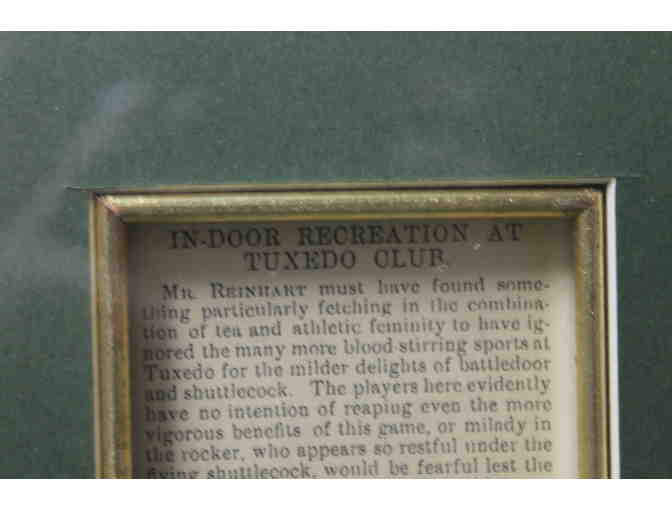 IN-DOOR RECREATION AT
TUXEDO CLUB.
MR. REINHART must have found some-
thing particularly fetching in the combina-
tion of tea and athletic feminity to have ig-
nored the many more blood stirring sports at
Tuxedo for the milder delights of battledoor
and shuttlecock. The players here evidently
have no intention of reaping even the more
vigorous benefits of this game, or milady in
the rocker, who appears so restful under the
flying shuttlecock, would be fearful lest the